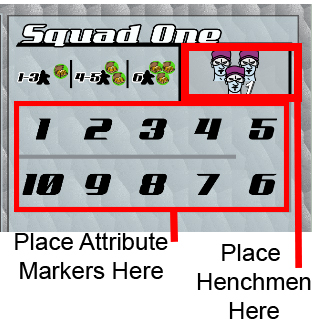 Squad One
1-3 4-5 6
1 2 3 4 5
10 9 8 7 6
Place Attribute
Markers Here
Place
Henchmen
Here